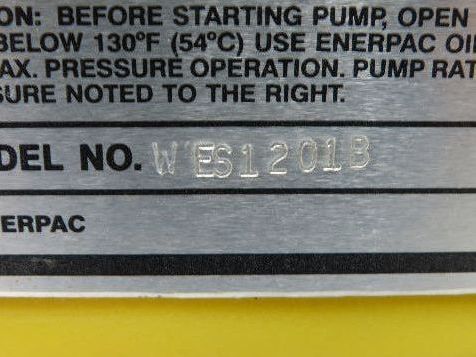 ON: BEFORE STARTING PUMP, OPEN
BELOW 130°F (54°C) USE ENERPAC OIL
AX. PRESSURE OPERATION. PUMP RAT
SURE NOTED TO THE RIGHT.
DEL NO. WES1201B
ERPAC